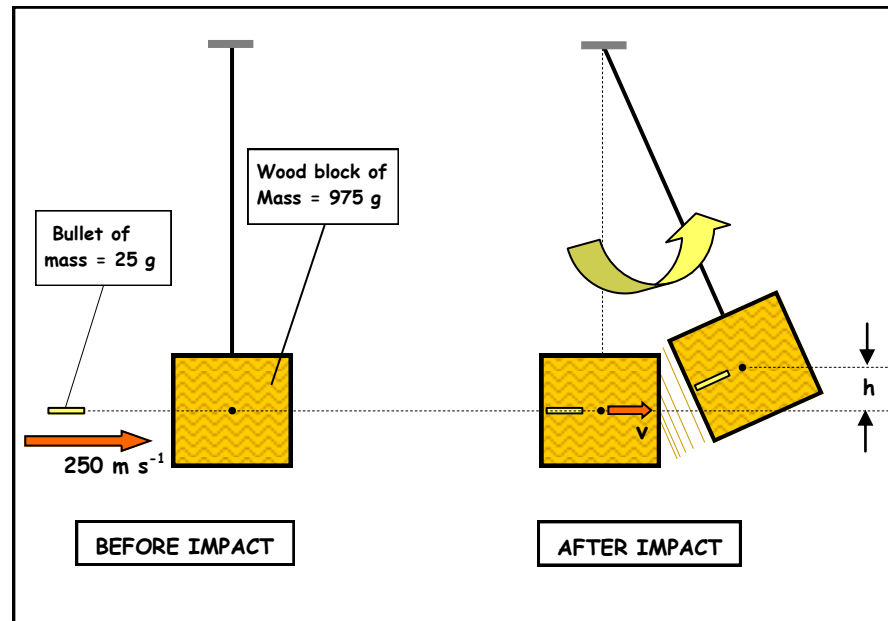 Wood block of
Mass = 975 g
Bullet of
mass = 25 g
h
v
250 m s⁻¹
BEFORE IMPACT
AFTER IMPACT